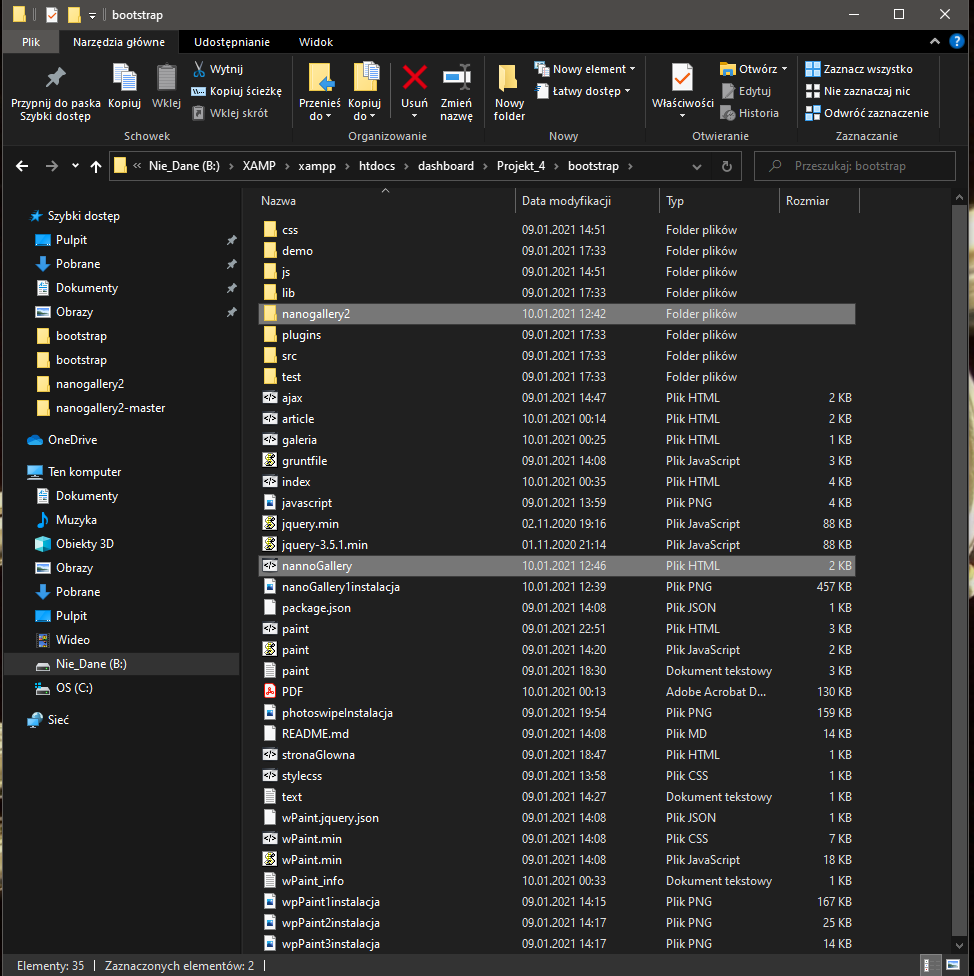 bootstrap
Plik Narzędzia główne Udostępnianie Widok
Przypnij do paska Szybki dostęp
Kopiuj
Wklej
Wytnij
Kopiuj ścieżkę
Wklej skrót
Schowek
Przenieś do
Kopiuj do
Usuń
Zmień nazwę
Organizowanie
Nowy folder
Nowy element
Łatwy dostęp
Nowy
Właściwości
Otwórz
Edytuj
Historia
Otwieranie
Zaznacz wszystko
Nie zaznaczaj nic
Odwróć zaznaczenie
Zaznaczanie
« Nie_Dane (B:) > XAMP > xampp > htdocs > dashboard > Projekt_4 > bootstrap >
Przeszukaj: bootstrap
Szybki dostęp
Pulpit
Pobrane
Dokumenty
Obrazy
bootstrap
bootstrap
nanogallery2
nanogallery2-master
OneDrive
Ten komputer
Dokumenty
Muzyka
Obiekty 3D
Obrazy
Pobrane
Pulpit
Wideo
Nie_Dane (B:)
OS (C:)
Sieć
Nazwa Data modyfikacji Typ Rozmiar
css 09.01.2021 14:51 Folder plików
demo 09.01.2021 17:33 Folder plików
js 09.01.2021 14:51 Folder plików
lib 09.01.2021 17:33 Folder plików
nanogallery2 10.01.2021 12:42 Folder plików
plugins 09.01.2021 17:33 Folder plików
src 09.01.2021 17:33 Folder plików
test 09.01.2021 17:33 Folder plików
ajax 09.01.2021 14:47 Plik HTML 2 KB
article 10.01.2021 00:14 Plik HTML 2 KB
galeria 10.01.2021 00:25 Plik HTML 1 KB
gruntfile 09.01.2021 14:08 Plik JavaScript 3 KB
index 10.01.2021 00:35 Plik HTML 4 KB
javascript 09.01.2021 13:59 Plik PNG 4 KB
jquery.min 02.11.2020 19:16 Plik JavaScript 88 KB
jquery-3.5.1.min 01.11.2020 21:14 Plik JavaScript 88 KB
nannoGallery 10.01.2021 12:46 Plik HTML 2 KB
nanoGallery1instalacja 10.01.2021 12:39 Plik PNG 457 KB
package.json 09.01.2021 14:08 Plik JSON 1 KB
paint 09.01.2021 22:51 Plik HTML 3 KB
paint 09.01.2021 14:20 Plik JavaScript 2 KB
paint 09.01.2021 18:30 Dokument tekstowy 3 KB
PDF 10.01.2021 00:13 Adobe Acrobat D... 130 KB
photoswipeInstalacja 09.01.2021 19:54 Plik PNG 159 KB
README.md 09.01.2021 14:08 Plik MD 14 KB
stronaGlowna 09.01.2021 18:47 Plik HTML 1 KB
stylecss 09.01.2021 13:58 Plik CSS 1 KB
text 09.01.2021 14:27 Dokument tekstowy 1 KB
wPaint.jquery.json 09.01.2021 14:08 Plik JSON 1 KB
wPaint.min 09.01.2021 14:08 Plik CSS 7 KB
wPaint.min 09.01.2021 14:08 Plik JavaScript 18 KB
wPaint_info 10.01.2021 00:33 Dokument tekstowy 1 KB
wpPaint1instalacja 09.01.2021 14:15 Plik PNG 167 KB
wpPaint2instalacja 09.01.2021 14:17 Plik PNG 25 KB
wpPaint3instalacja 09.01.2021 14:17 Plik PNG 14 KB
Elementy: 35 | Zaznaczonych elementów: 2 |